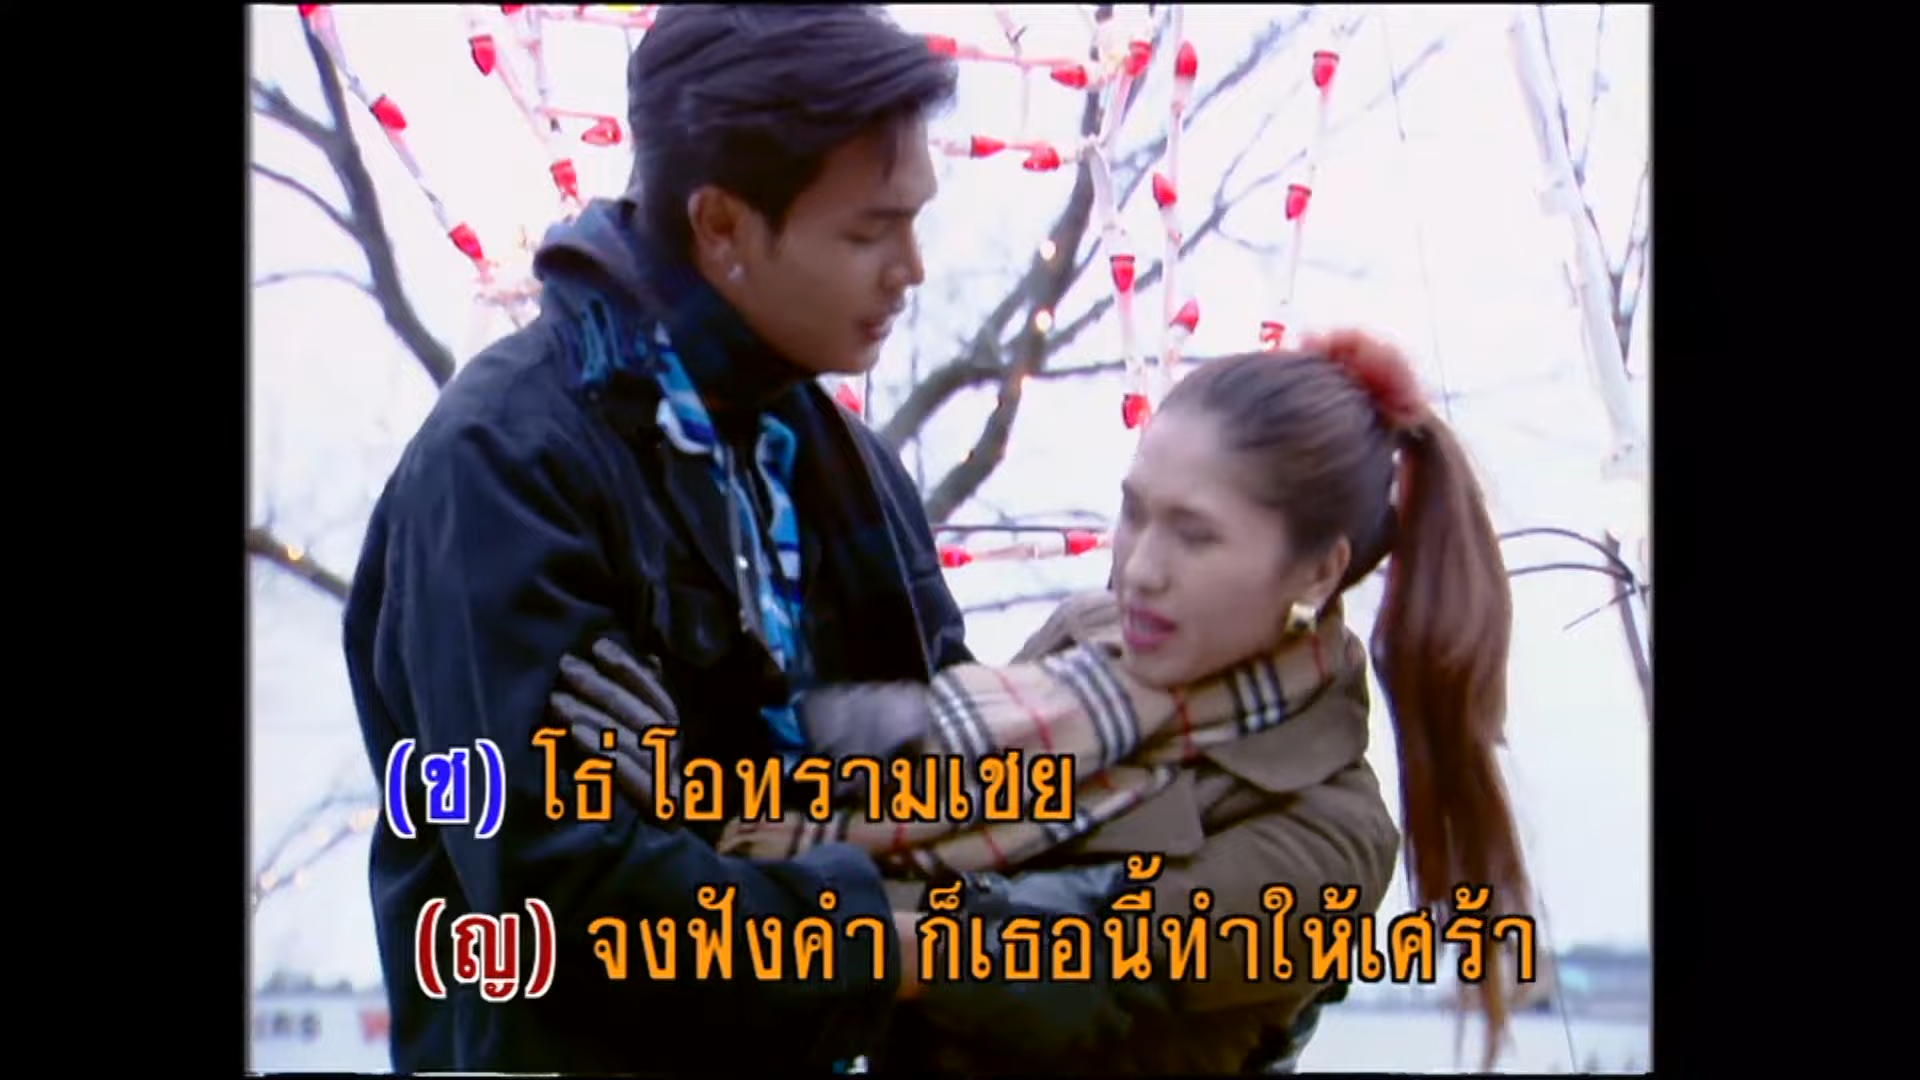 (ช) โธ่ โอทรามเชย
(ญ) จงฟังคำ ก็เธอนี้ทำให้เศร้า